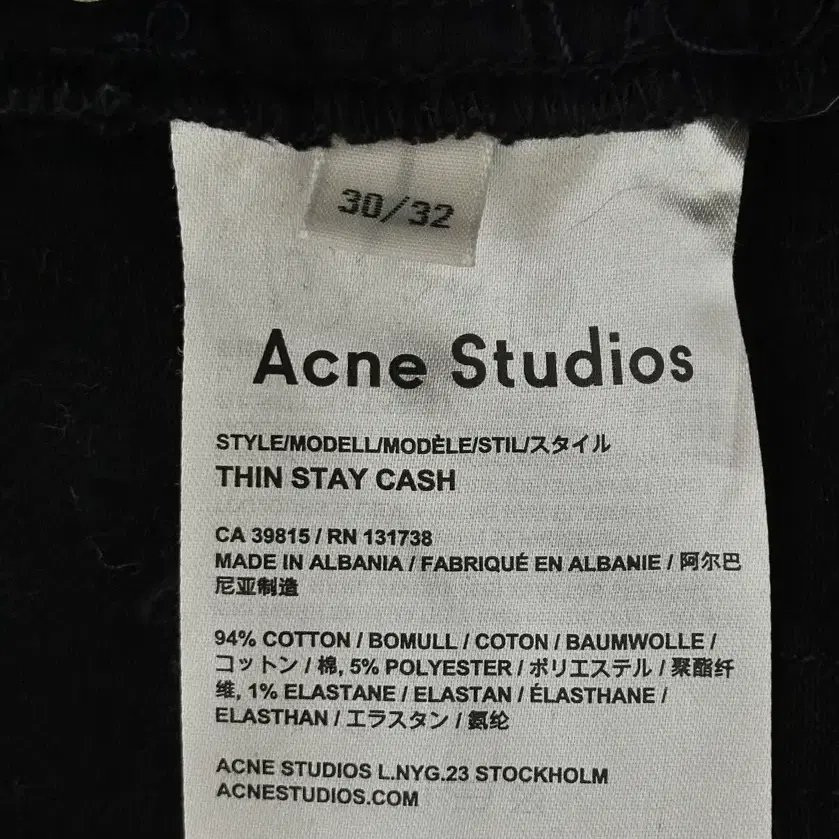 30/32
Acne Studios
STYLE/MODELL/MODÈLE/STIL/スタイル
THIN STAY CASH
CA 39815 / RN 131738
MADE IN ALBANIA / FABRIQUÉ EN ALBANIE / 阿尔巴
尼亚制造
94% COTTON / BOMULL / COTON / BAUMWOLLE /
コットン / 棉, 5% POLYESTER / ポリエステル / 聚酯纤
维, 1% ELASTANE / ELASTAN / ÉLASTHANE /
ELASTHAN / エラスタン / 氨纶
ACNE STUDIOS L.NYG.23 STOCKHOLM
ACNESTUDIOS.COM